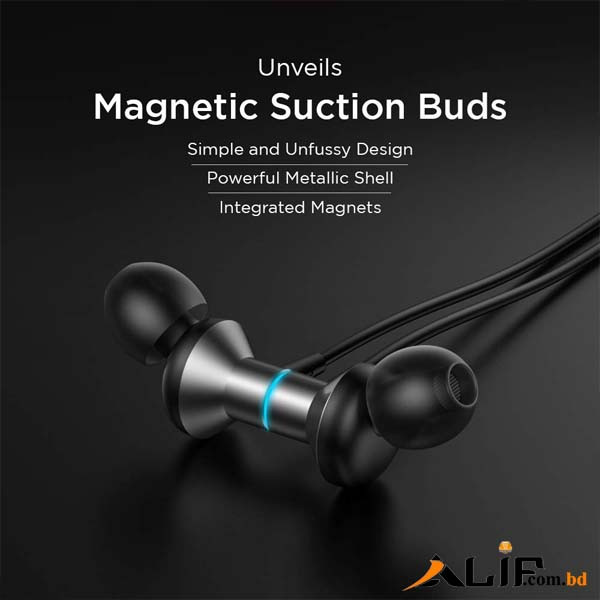 Unveils
Magnetic Suction Buds
Simple and Unfussy Design
Powerful Metallic Shell
Integrated Magnets
ALIF.com.bd